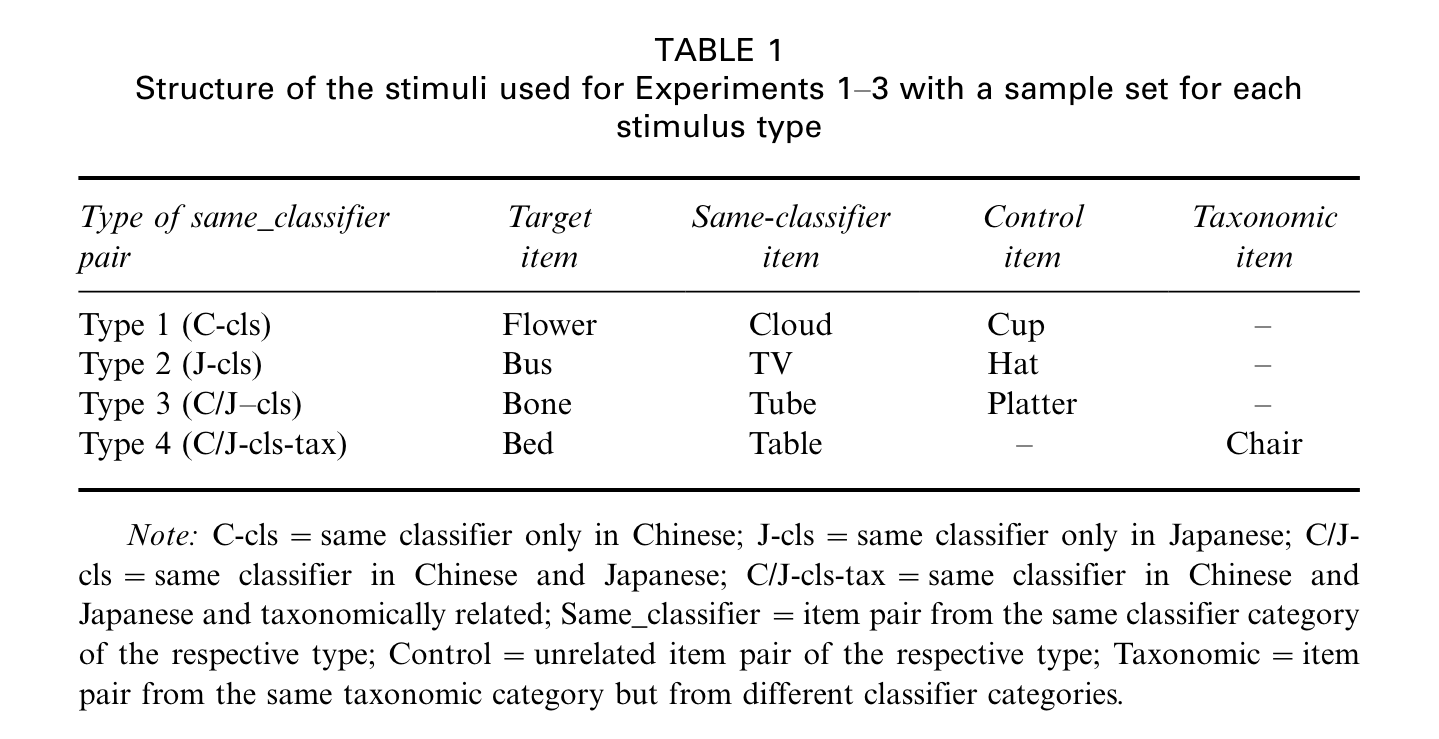 TABLE 1
Structure of the stimuli used for Experiments 1–3 with a sample set for each
stimulus type
Type of same_classifier pair Target item Same-classifier item Control item Taxonomic item
Type 1 (C-cls) Flower Cloud Cup –
Type 2 (J-cls) Bus TV Hat –
Type 3 (C/J–cls) Bone Tube Platter –
Type 4 (C/J-cls-tax) Bed Table – Chair
Note: C-cls = same classifier only in Chinese; J-cls = same classifier only in Japanese; C/J-
cls = same classifier in Chinese and Japanese; C/J-cls-tax = same classifier in Chinese and
Japanese and taxonomically related; Same_classifier = item pair from the same classifier category
of the respective type; Control = unrelated item pair of the respective type; Taxonomic = item
pair from the same taxonomic category but from different classifier categories.